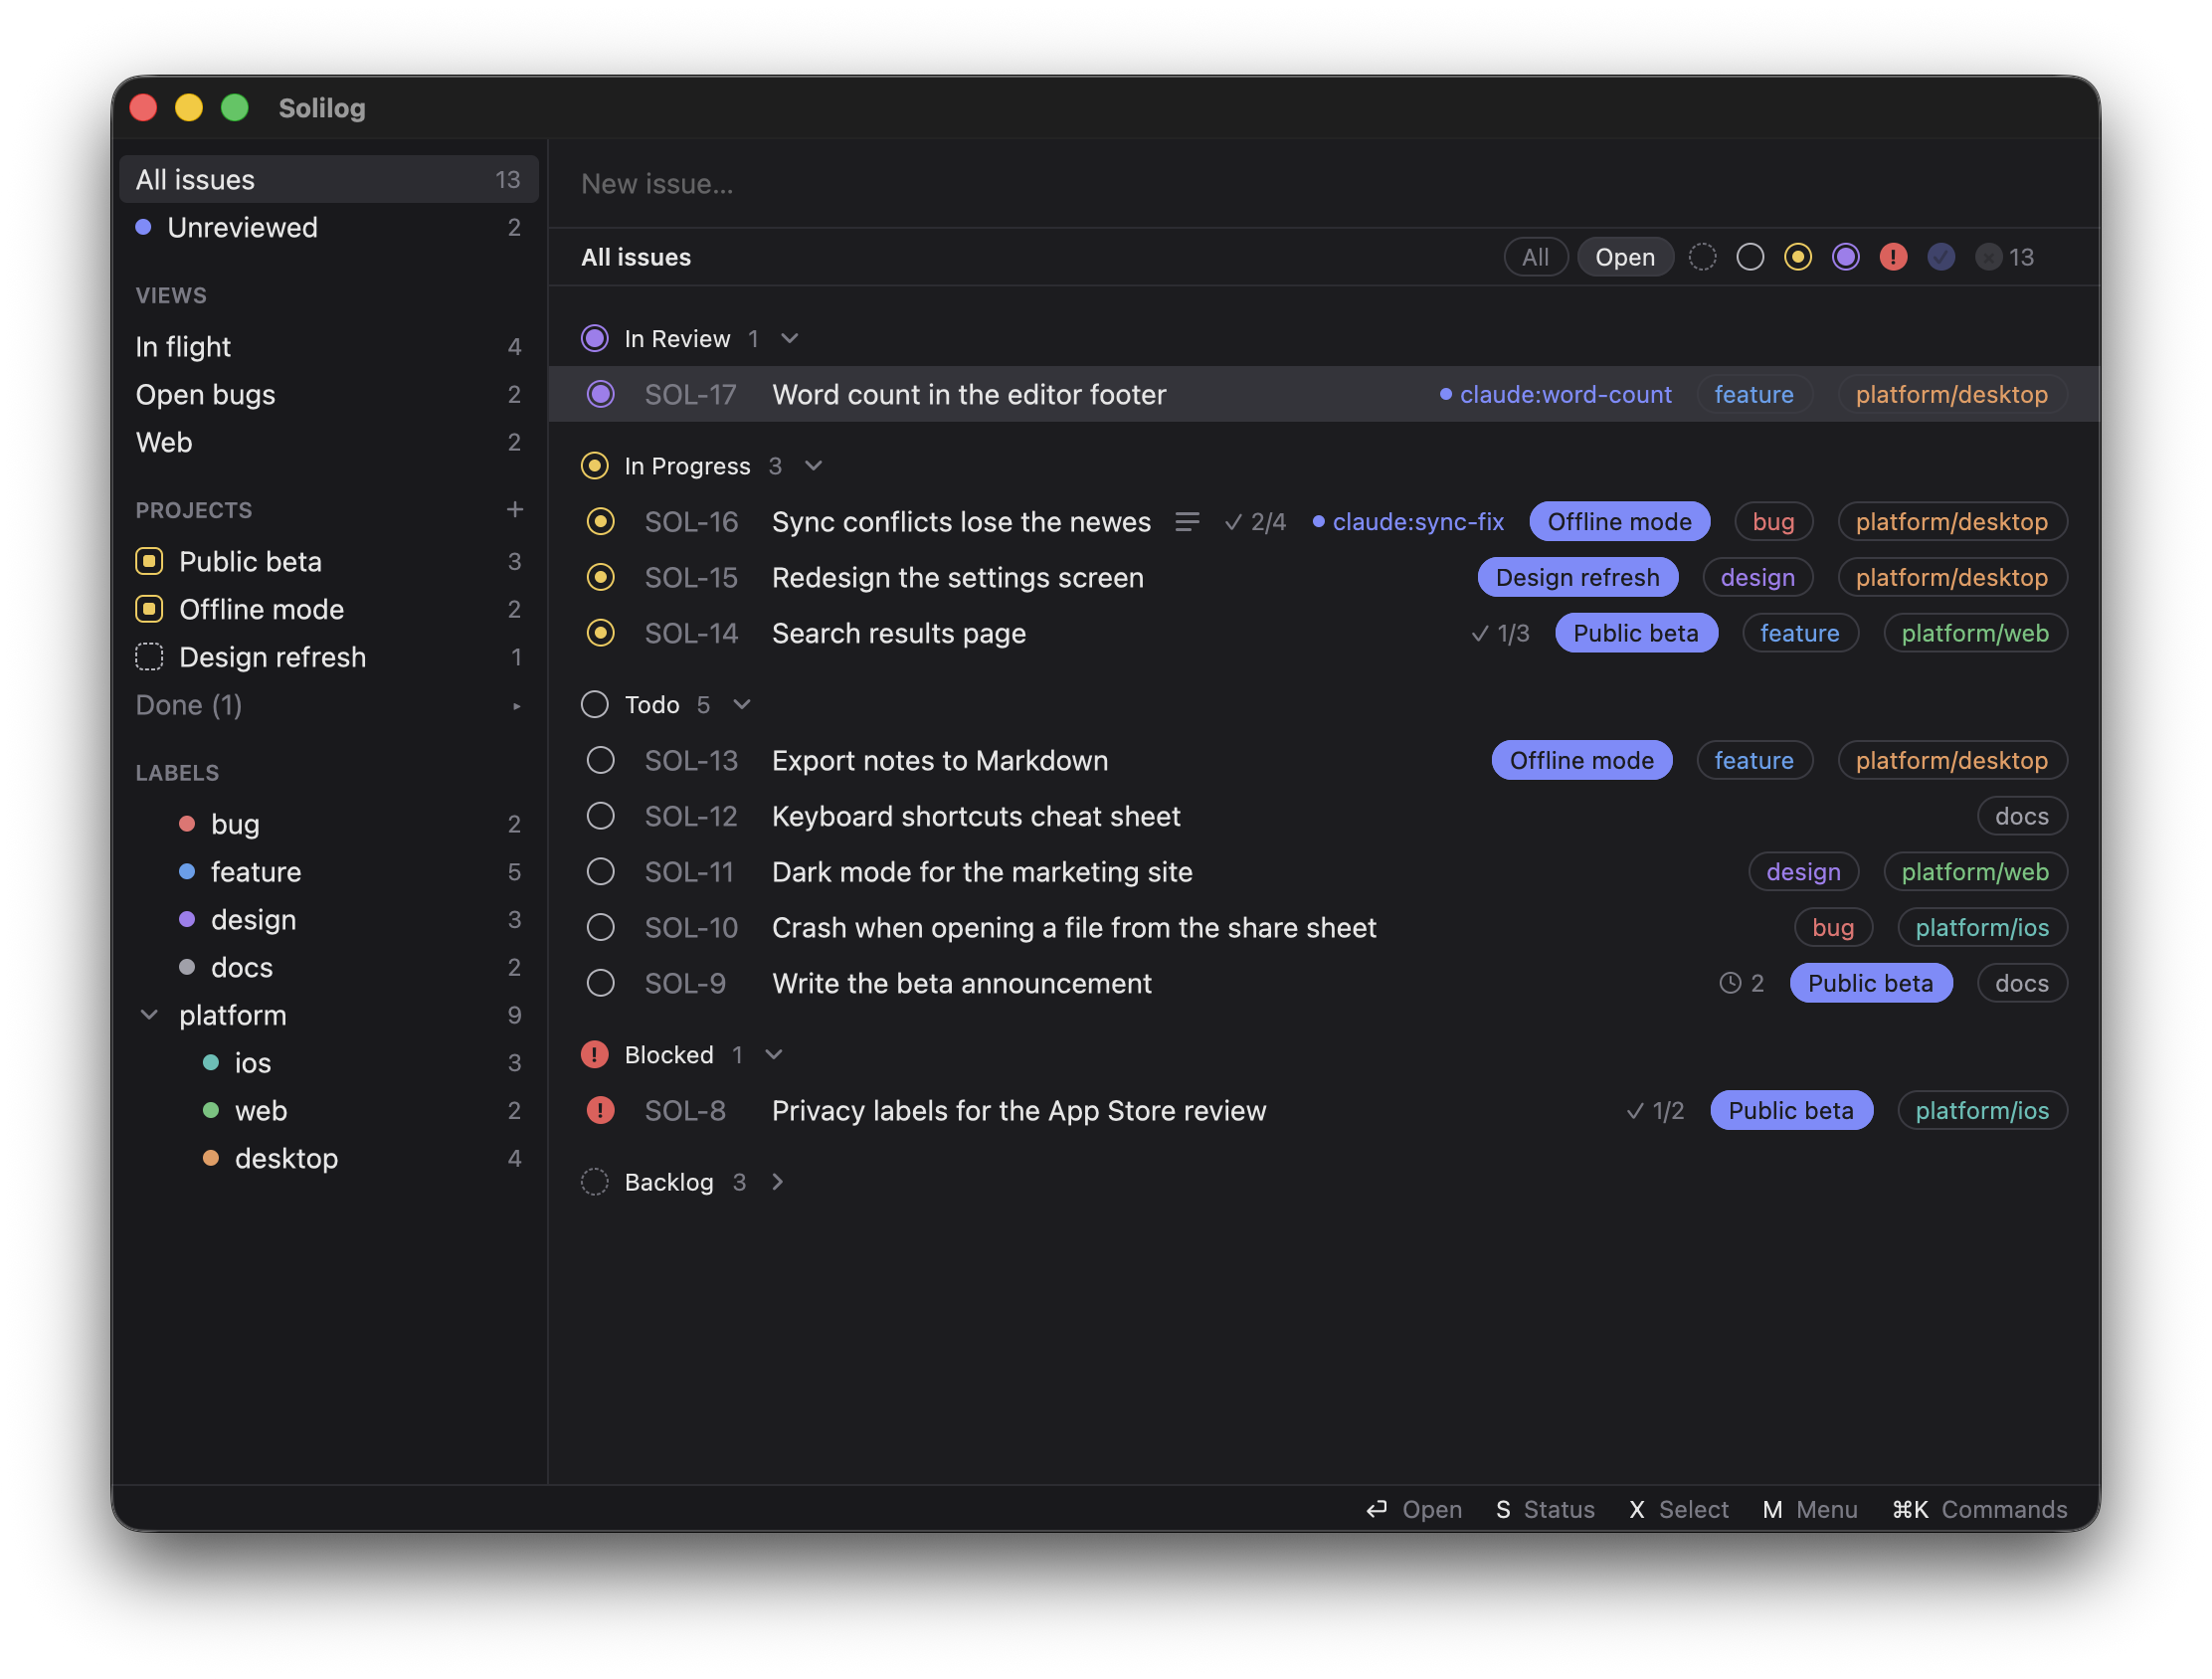 Solilog
All issues 13
Unreviewed 2
VIEWS
In flight 4
Open bugs 2
Web 2
PROJECTS +
Public beta 3
Offline mode 2
Design refresh 1
Done (1)
LABELS
bug 2
feature 5
design 3
docs 2
platform 9
ios 3
web 2
desktop 4
New issue...
All issues All Open 13
In Review 1
SOL-17 Word count in the editor footer claude:word-count feature platform/desktop
In Progress 3
SOL-16 Sync conflicts lose the newes 2/4 claude:sync-fix Offline mode bug platform/desktop
SOL-15 Redesign the settings screen Design refresh design platform/desktop
SOL-14 Search results page 1/3 Public beta feature platform/web
Todo 5
SOL-13 Export notes to Markdown Offline mode feature platform/desktop
SOL-12 Keyboard shortcuts cheat sheet docs
SOL-11 Dark mode for the marketing site design platform/web
SOL-10 Crash when opening a file from the share sheet bug platform/ios
SOL-9 Write the beta announcement 2 Public beta docs
Blocked 1
SOL-8 Privacy labels for the App Store review 1/2 Public beta platform/ios
Backlog 3
Open S Status X Select M Menu ⌘K Commands